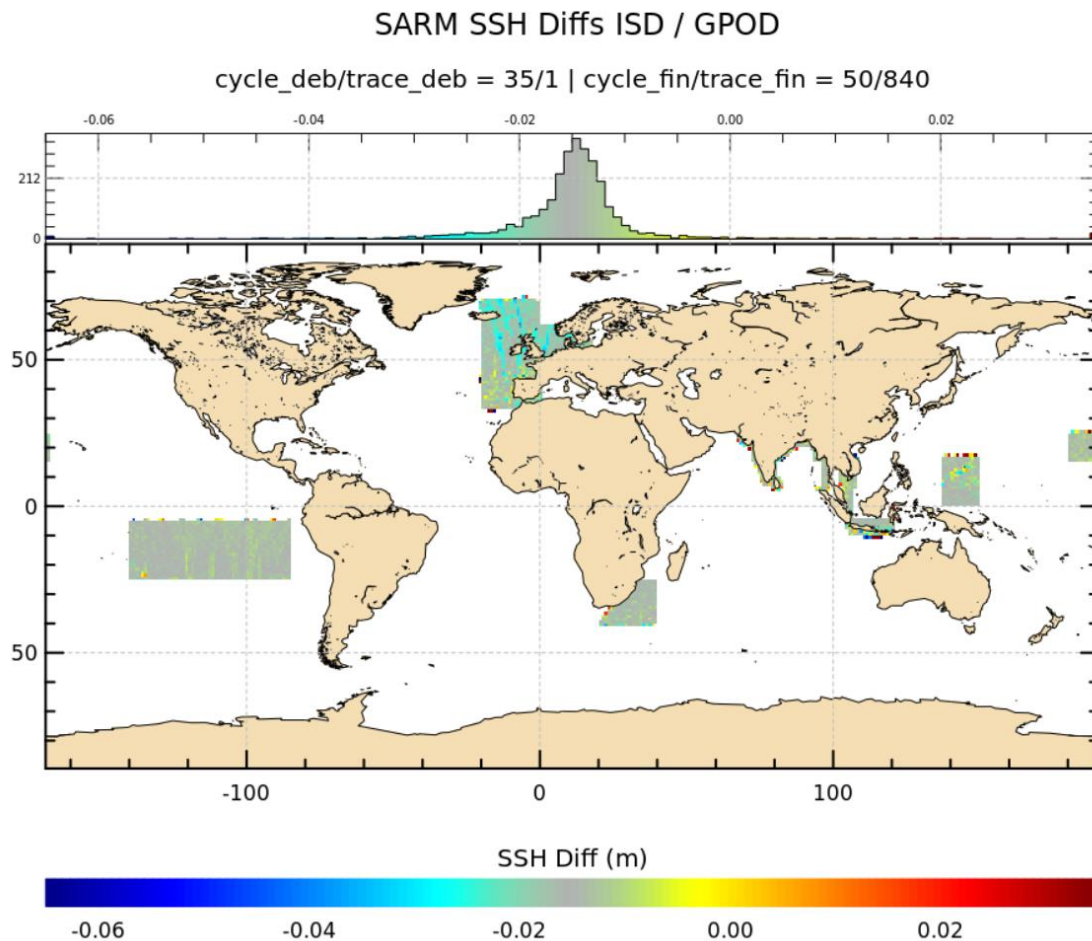 SARM SSH Diffs ISD / GPOD
cycle_deb/trace_deb = 35/1 | cycle_fin/trace_fin = 50/840
-0.06 -0.04 -0.02 0.00 0.02
212
0
50
0
50
-100 0 100
SSH Diff (m)
-0.06 -0.04 -0.02 0.00 0.02